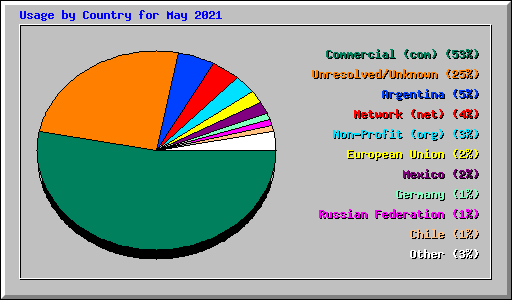 Usage by Country for May 2021
Commercial (com) (53%)
Unresolved/Unknown (25%)
Argentina (5%)
Network (net) (4%)
Non-Profit (org) (3%)
European Union (2%)
Mexico (2%)
Germany (1%)
Russian Federation (1%)
Chile (1%)
Other (3%)